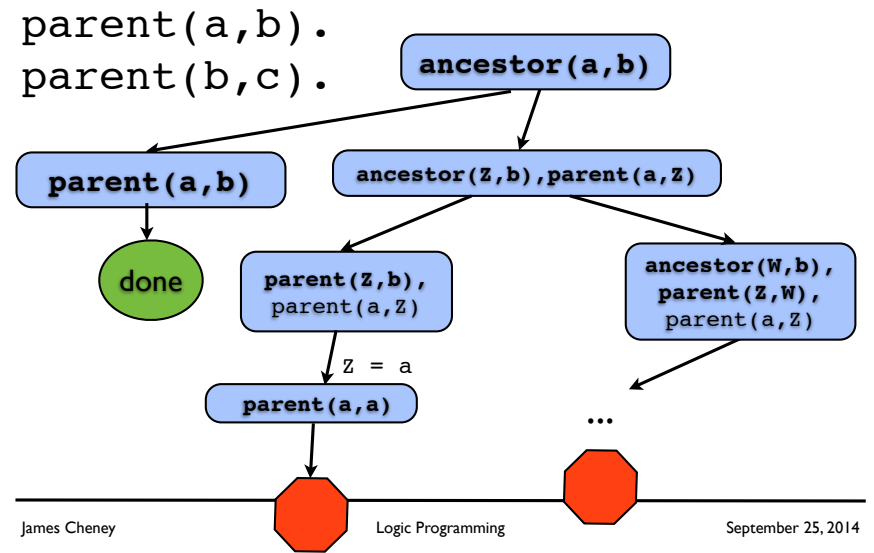 parent(a,b).
parent(b,c).
ancestor(a,b)
parent(a,b)
ancestor(Z,b),parent(a,Z)
done
parent(Z,b),
parent(a,Z)
ancestor(W,b),
parent(Z,W),
parent(a,Z)
Z = a
parent(a,a)
...
James Cheney
Logic Programming
September 25, 2014